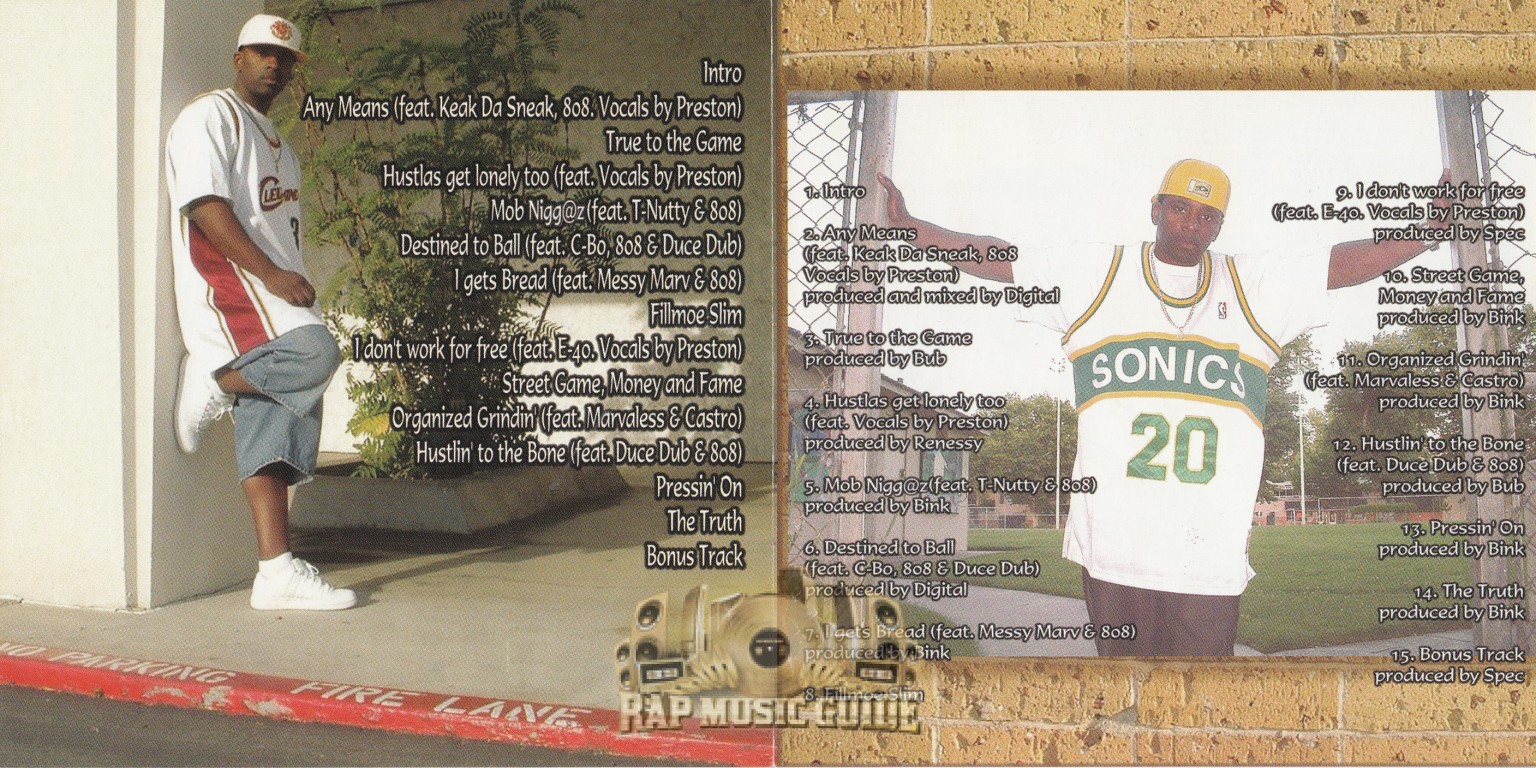 Intro
Any Means (feat. Keak Da Sneak, 808. Vocals by Preston)
True to the Game
Hustlas get lonely too (feat. Vocals by Preston)
Mob Nigg@z (feat. T-Nutty & 808)
Destined to Ball (feat. C-Bo, 808 & Duce Dub)
I gets Bread (feat. Messy Marv & 808)
Fillmoe Slim
I don't work for free (feat. E-40. Vocals by Preston)
Street Game, Money and Fame
Organized Grindin' (feat. Marvaless & Castro)
Hustlin' to the Bone (feat. Duce Dub & 808)
Pressin' On
The Truth
Bonus Track
NO PARKING FIRE LANE
1. Intro
2. Any Means
(feat. Keak Da Sneak, 808
Vocals by Preston)
produced and mixed by Digital
3. True to the Game
produced by Bub
4. Hustlas get lonely too
(feat. Vocals by Preston)
produced by Renessy
5. Mob Nigg@z(feat. T-Nutty & 808)
produced by Bink
6. Destined to Ball
(feat. C-Bo, 808 & Duce Dub)
produced by Digital
7. I gets Bread (feat. Messy Marv & 808)
produced by Bink
8. Fillmoe Slim
9. I don't work for free
(feat. E-40. Vocals by Preston)
produced by Spec
10. Street Game,
Money and Fame
produced by Bink
11. Organized Grindin'
(feat. Marvaless & Castro)
produced by Bink
12. Hustlin' to the Bone
(feat. Duce Dub & 808)
produced by Bub
13. Pressin' On
produced by Bink
14. The Truth
produced by Bink
15. Bonus Track
produced by Spec
SONICS
20
RAP MUSIC GUIDE